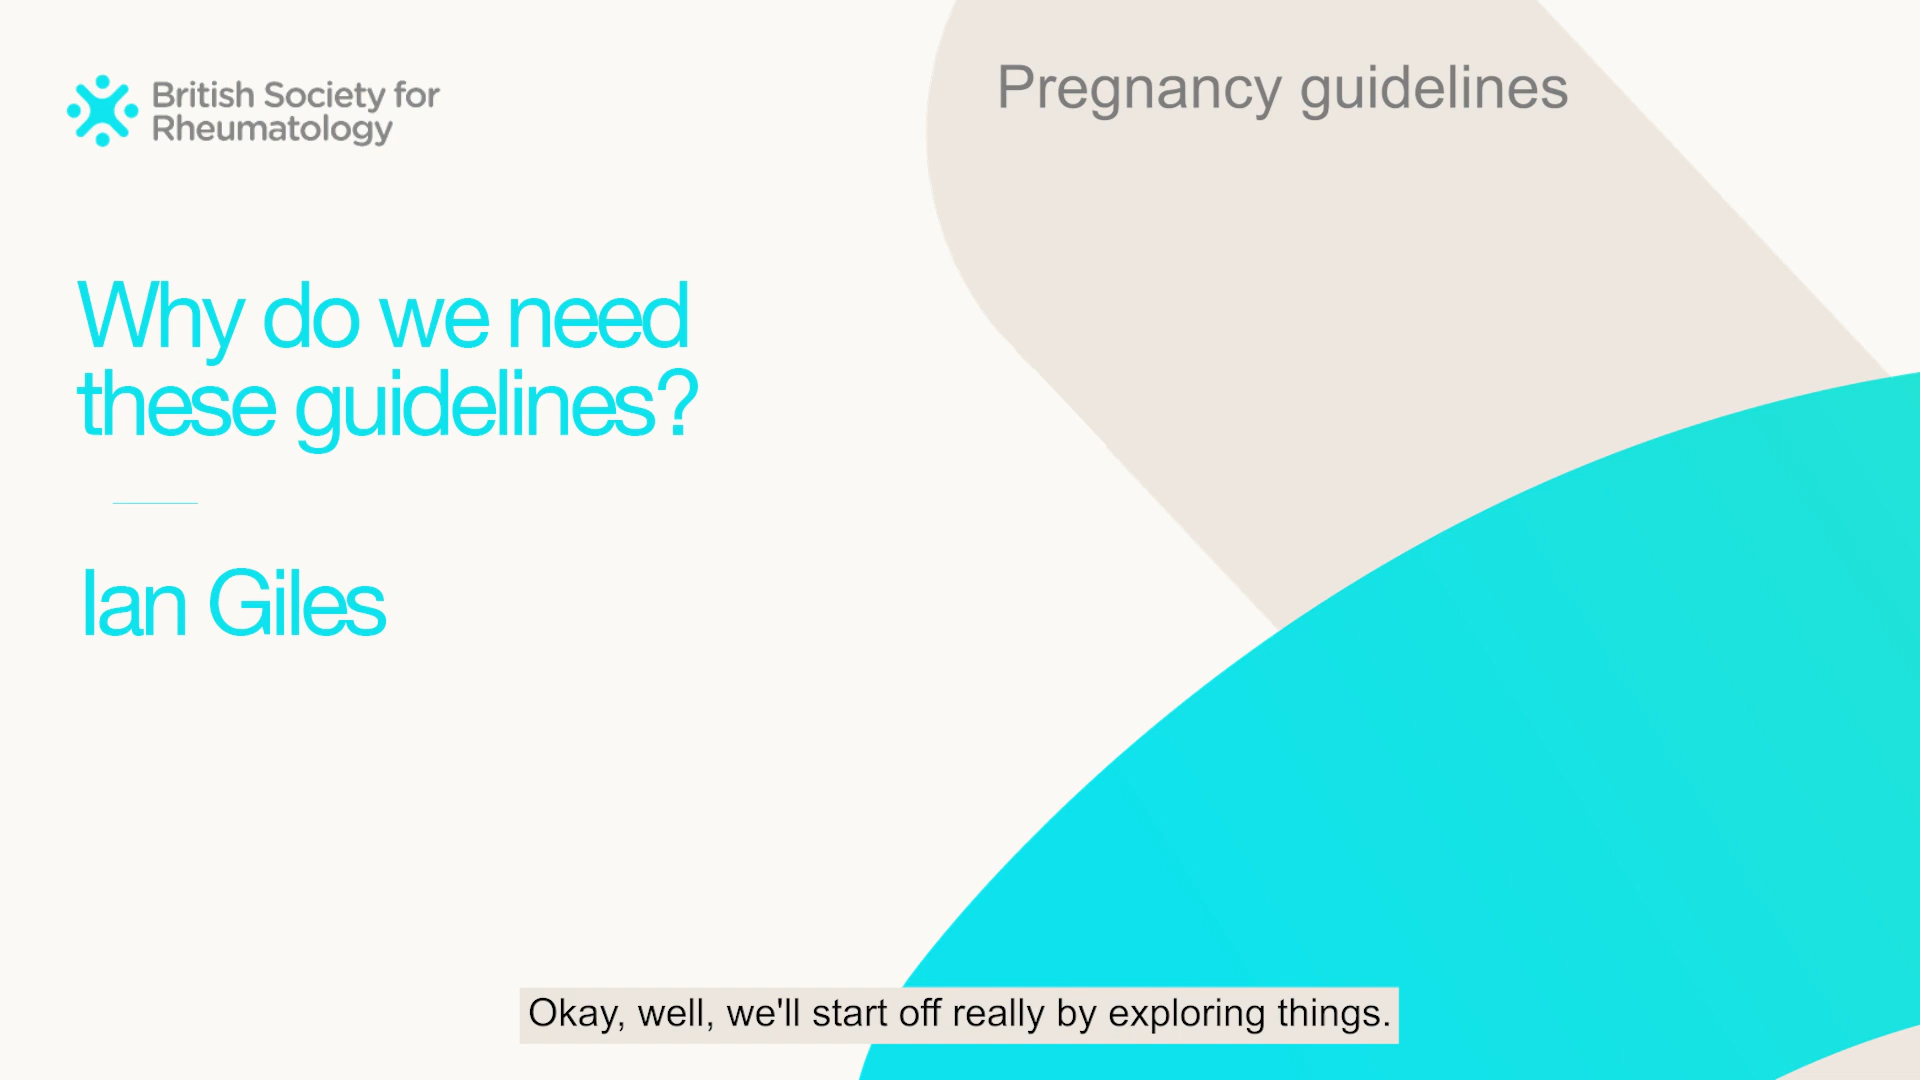 British Society for
Rheumatology
Pregnancy guidelines
Why do we need
these guidelines?
Ian Giles
Okay, well, we'll start off really by exploring things.